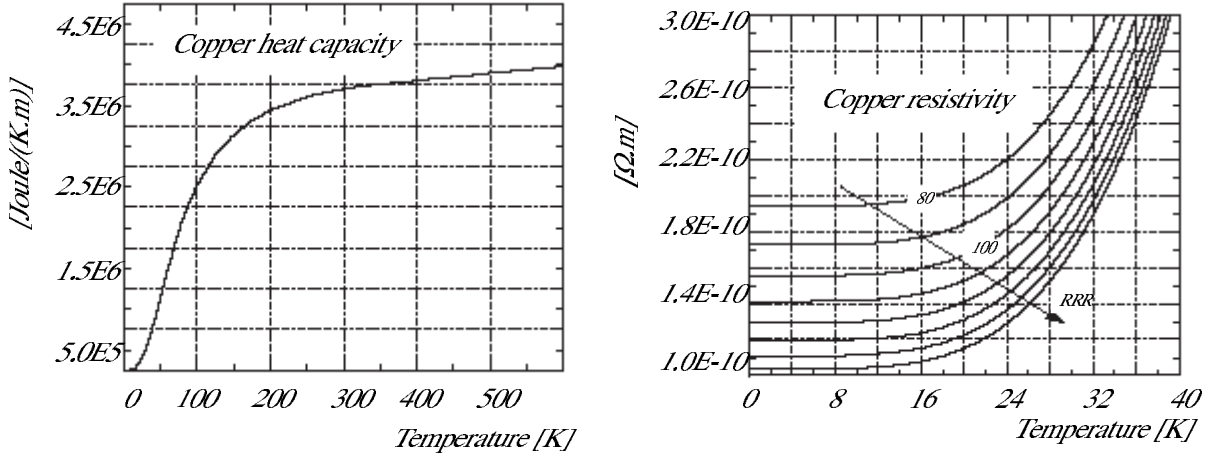 Copper heat capacity
[Joule/(K.m)]
4.5E6
3.5E6
2.5E6
1.5E6
5.0E5
0 100 200 300 400 500
Temperature [K]
Copper resistivity
[Ω.m]
3.0E-10
2.6E-10
2.2E-10
1.8E-10
1.4E-10
1.0E-10
80
100
RRR
0 8 16 24 32 40
Temperature [K]